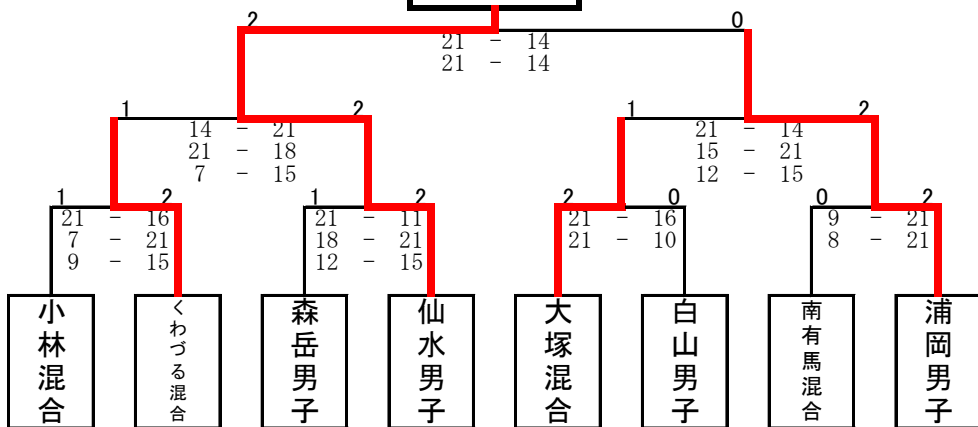 2 0
21 - 14
21 - 14
1 2 1 2
14 - 21 21 - 14
21 - 18 15 - 21
7 - 15 12 - 15
1 2 1 2 2 0 0 2
21 - 16 21 - 11 21 - 16 9 - 21
7 - 21 18 - 21 21 - 10 8 - 21
9 - 15 12 - 15
小林混合
くわづる混合
森岳男子
仙水男子
大塚混合
白山男子
南有馬混合
浦岡男子